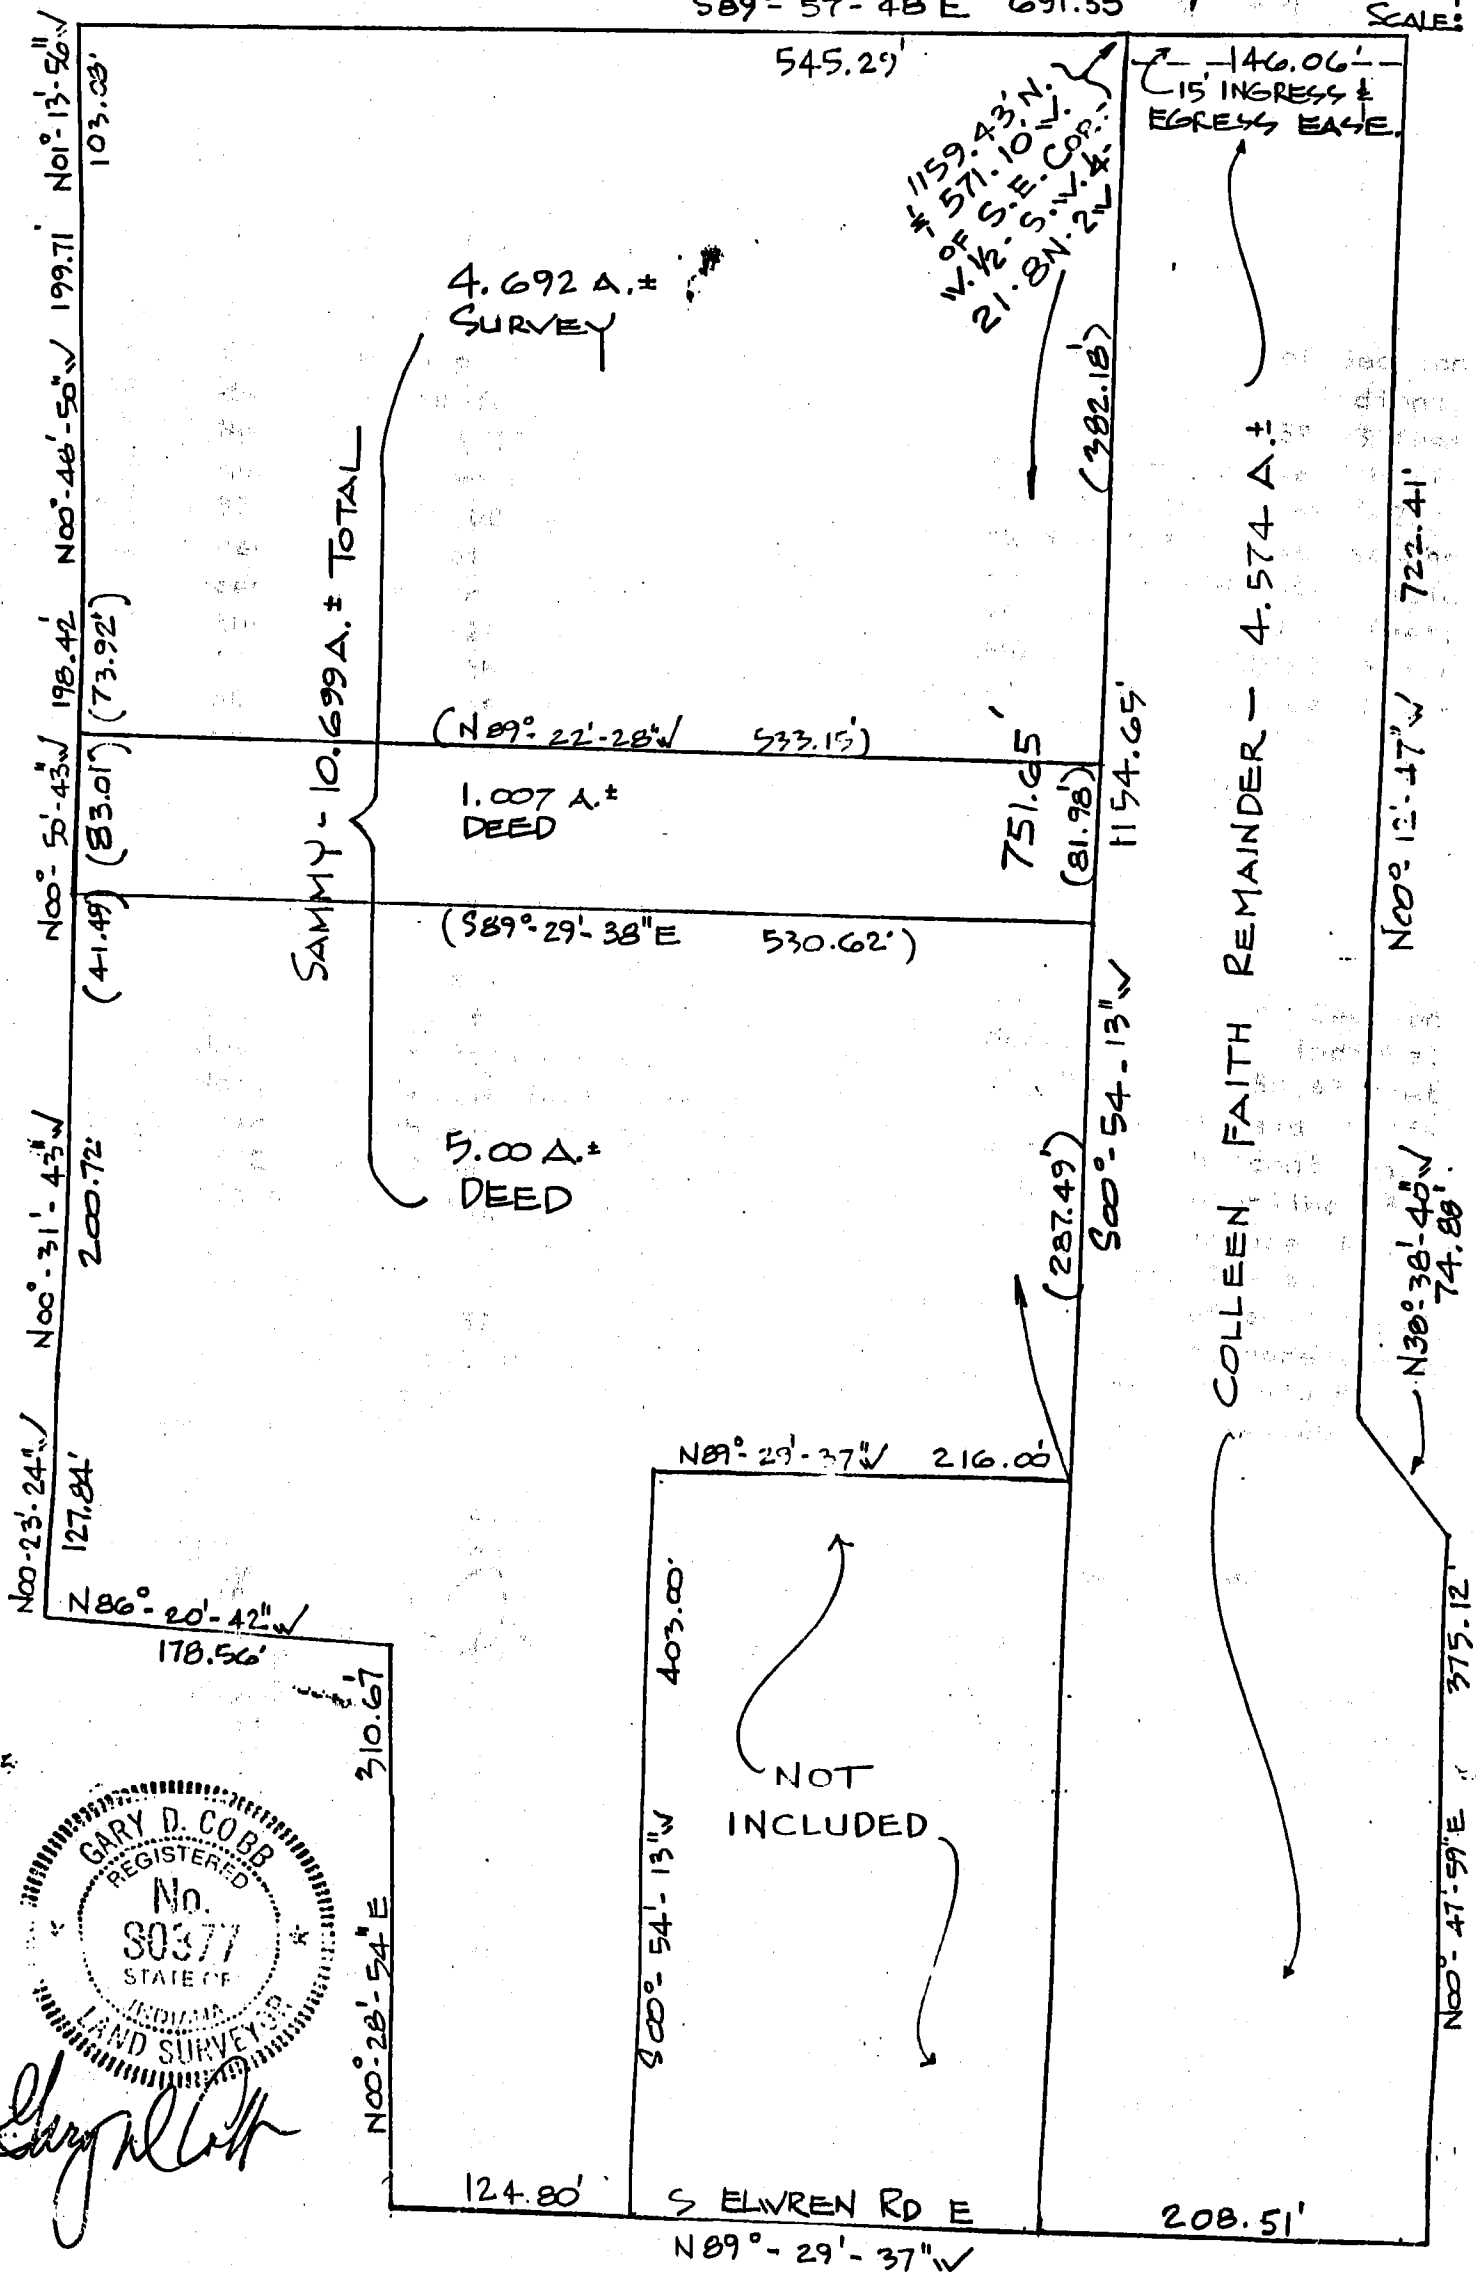 S89-57-48 E 691.35
SCALE:
545.29'
146.06'
15' INGRESS &
EGRESS EASE.
1159.43' N.
& 571.10' W.
OF S.E. COR.
W. 1/2 S.W. 1/4
21.8N.2W
N01°-13'-56"W 103.03'
N00°-46'-50"W 199.71'
N00°-50'-43"W 198.42'
(73.92')
(83.01')
(41.49')
N00°-31'-43"W
200.72'
N00-23'-24"W
127.84'
4.692 A.±
SURVEY
SAMMY - 10.699 A.± TOTAL
(382.18')
(N89°-22'-28"W 533.15')
1.007 A.±
DEED
751.65'
(81.98')
1154.65'
(S89°-29'-38"E 530.62')
5.00 A.±
DEED
(287.49')
S00°-54-13"W
COLLEEN FAITH REMAINDER - 4.574 A.±
N00°-12'-47"W 722.41'
N38°-38'-40"W
74.88'
N89°-29'-37"W 216.00'
N86°-20'-42"W
178.56'
310.67'
N00°-28'-54"E
403.00'
S00°-54'-13"W
NOT
INCLUDED
N00°-47'-59"E 375.12'
GARY D. COBB
REGISTERED
No.
S0377
STATE OF
INDIANA
LAND SURVEYOR
124.80'
S ELWREN RD E
208.51'
N89°-29'-37"W